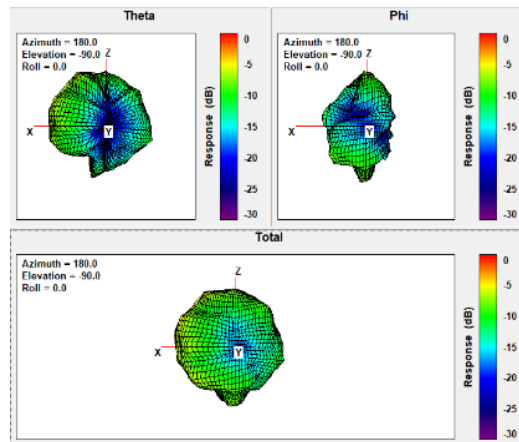 Theta
Azimuth = 180.0
Elevation = -90.0
Roll = 0.0
Z
X
Y
Response (dB)
0
-5
-10
-15
-20
-25
-30
Phi
Azimuth = 180.0
Elevation = -90.0
Roll = 0.0
Z
X
Y
Response (dB)
0
-5
-10
-15
-20
-25
-30
Total
Azimuth = 180.0
Elevation = -90.0
Roll = 0.0
Z
X
Y
Response (dB)
0
-5
-10
-15
-20
-25
-30